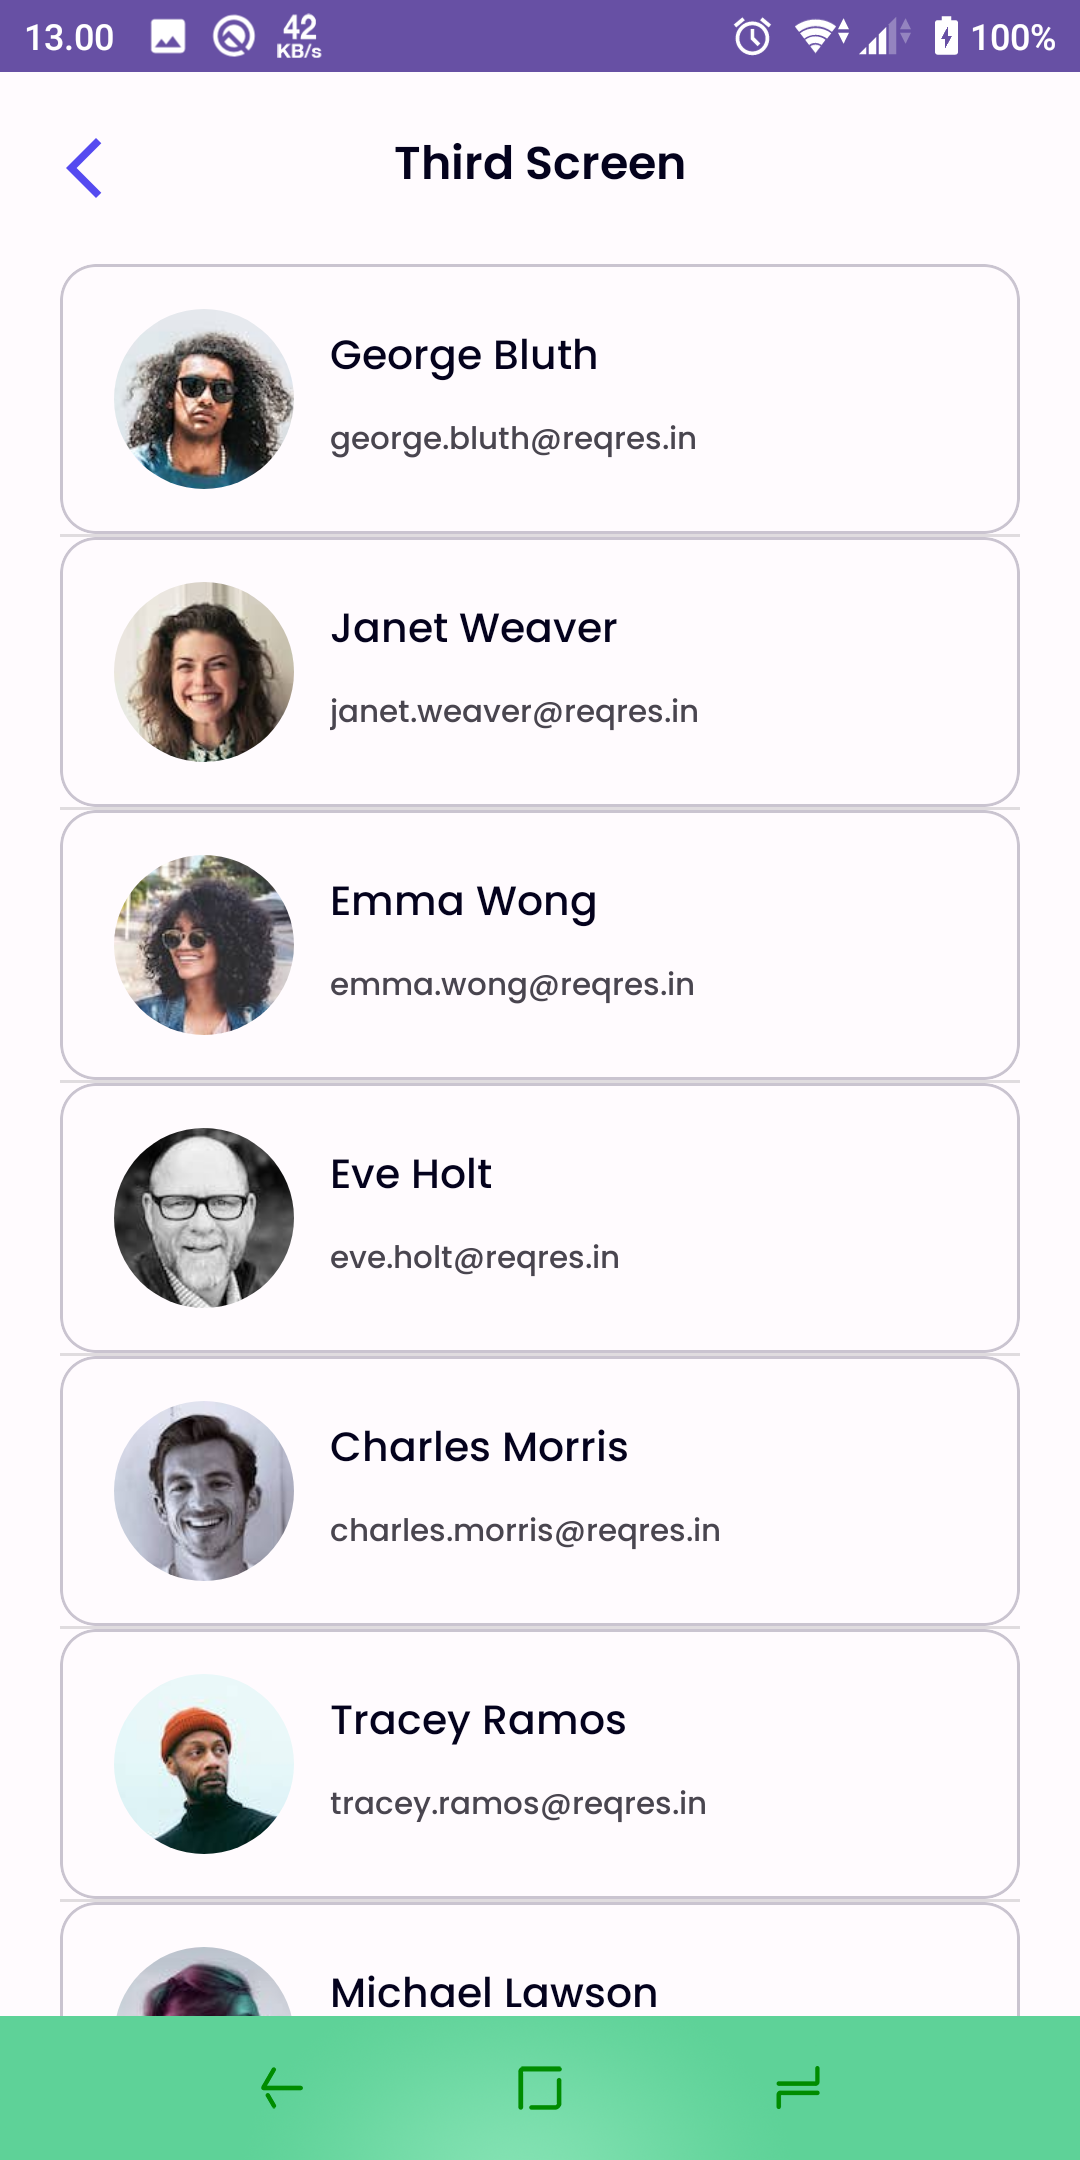 13.00 42 KB/s 100%
Third Screen
George Bluth
george.bluth@reqres.in
Janet Weaver
janet.weaver@reqres.in
Emma Wong
emma.wong@reqres.in
Eve Holt
eve.holt@reqres.in
Charles Morris
charles.morris@reqres.in
Tracey Ramos
tracey.ramos@reqres.in
Michael Lawson